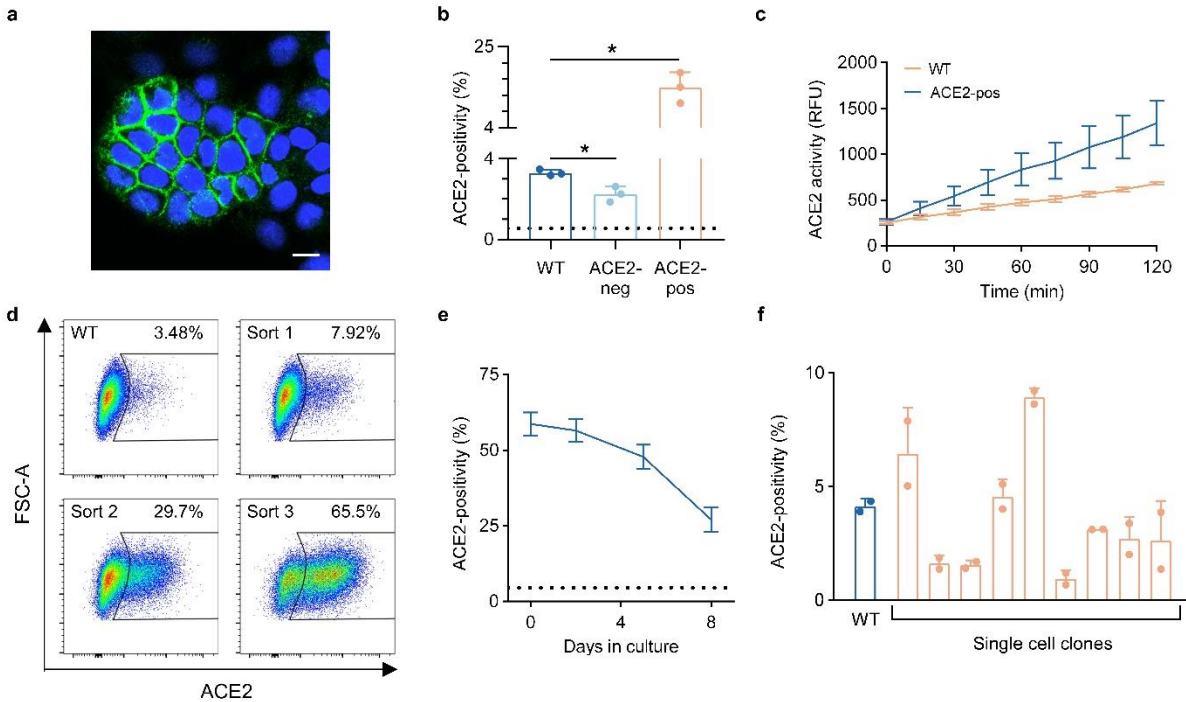 a
b
25
4
4
2
0
ACE2-positivity (%)
*
*
WT
ACE2-
neg
ACE2-
pos
c
2000
1500
1000
500
0
ACE2 activity (RFU)
WT
ACE2-pos
0 30 60 90 120
Time (min)
d
WT 3.48%
Sort 1 7.92%
Sort 2 29.7%
Sort 3 65.5%
FSC-A
ACE2
e
75
50
25
0
ACE2-positivity (%)
0 4 8
Days in culture
f
10
5
0
ACE2-positivity (%)
WT
Single cell clones